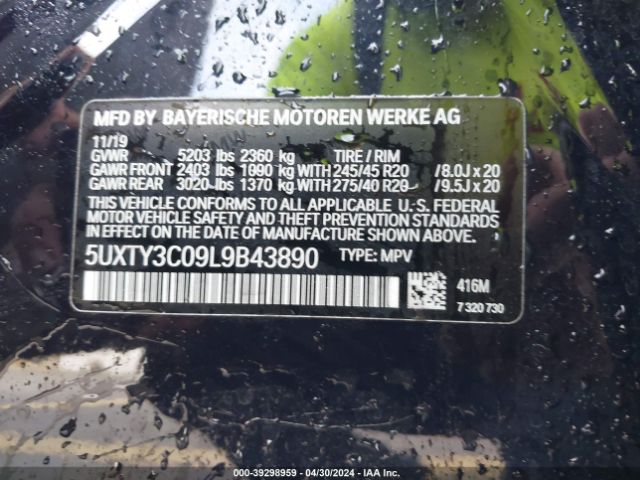 MFD BY BAYERISCHE MOTOREN WERKE AG
11/19
GVWR 5203 lbs 2360 kg TIRE / RIM
GAWR FRONT 2403 lbs 1090 kg WITH 245/45 R20 /8.0J x 20
GAWR REAR 3020 lbs 1370 kg WITH 275/40 R20 /9.5J x 20
THIS VEHICLE CONFORMS TO ALL APPLICABLE U. S. FEDERAL
MOTOR VEHICLE SAFETY AND THEFT PREVENTION STANDARDS
IN EFFECT ON THE DATE OF MANUFACTURE SHOWN ABOVE.
5UXTY3C09L9B43890 TYPE: MPV
416M
7 320 730
000-39298959 - 04/30/2024 - IAA Inc.